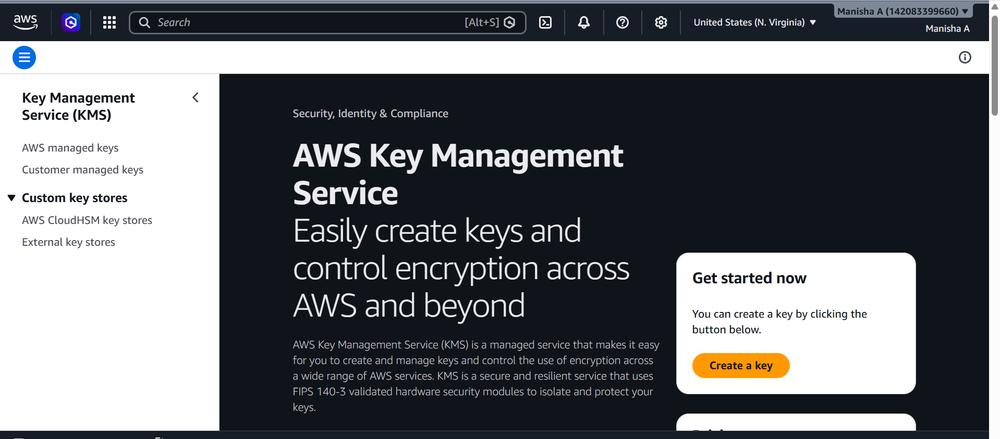 aws
Search [Alt+S]
United States (N. Virginia)
Manisha A (142083399660)
Manisha A
Key Management
Service (KMS)
AWS managed keys
Customer managed keys
Custom key stores
AWS CloudHSM key stores
External key stores
Security, Identity & Compliance
AWS Key Management
Service
Easily create keys and
control encryption across
AWS and beyond
AWS Key Management Service (KMS) is a managed service that makes it easy
for you to create and manage keys and control the use of encryption across
a wide range of AWS services. KMS is a secure and resilient service that uses
FIPS 140-3 validated hardware security modules to isolate and protect your
keys.
Get started now
You can create a key by clicking the
button below.
Create a key